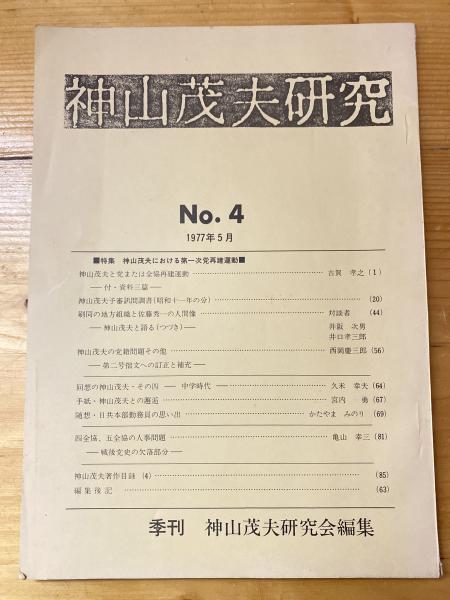 神山茂夫研究
No. 4
1977年5月
■特集 神山茂夫における第一次党再建運動■
神山茂夫と党または全協再建運動 古賀 孝之 (1)
── 付・資料三篇 ──
神山茂夫予審訊問調書(昭和十一年の分) (20)
刷同の地方組織と佐藤秀一の人間像 対談者 (44)
── 神山茂夫と語る(つづき) ── 井阪 次男
井口孝三郎
神山茂夫の党籍問題その他 西岡慶三郎 (56)
── 第二号拙文への訂正と補充 ──
回想の神山茂夫・その四 ── 中学時代 ── 久米 幸夫 (64)
手紙・神山茂夫との邂逅 宮内 勇 (67)
随想・日共本部勤務員の思い出 かたやま みのり (69)
四全協、五全協の人事問題 亀山 幸三 (81)
── 戦後党史の欠落部分 ──
神山茂夫著作目録 (4) (85)
編集後記 (63)
季刊 神山茂夫研究会編集